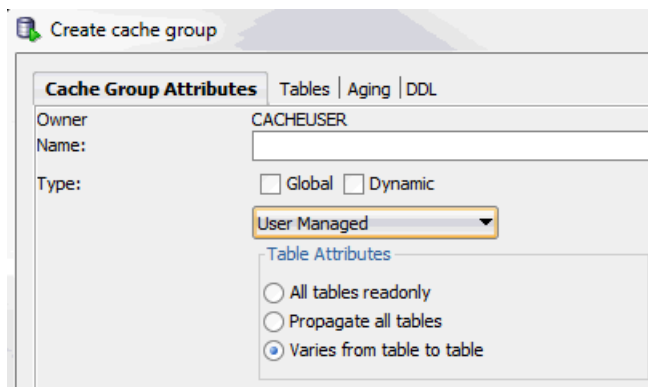 Create cache group
Cache Group Attributes Tables Aging DDL
Owner CACHEUSER
Name:
Type: Global Dynamic
User Managed
Table Attributes
All tables readonly
Propagate all tables
Varies from table to table